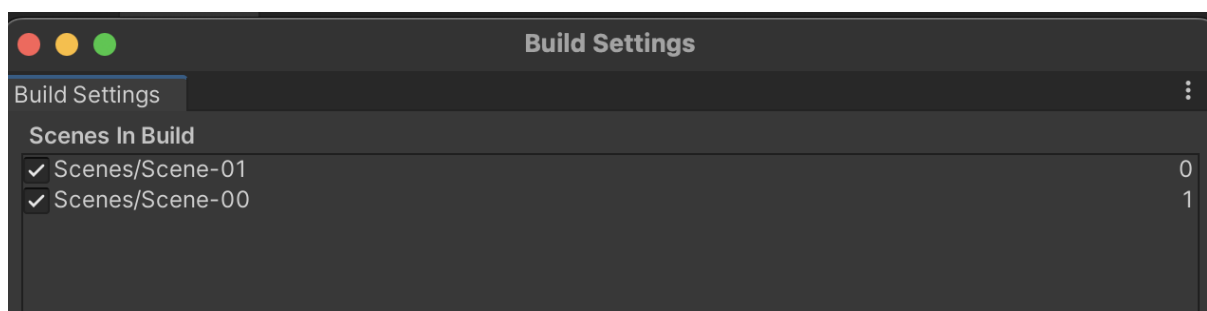 Build Settings
Build Settings
Scenes In Build
Scenes/Scene-01 0
Scenes/Scene-00 1